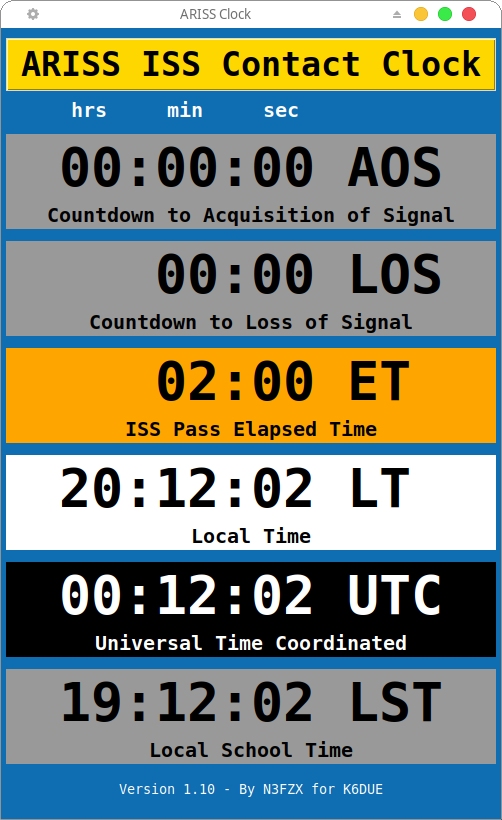 ARISS Clock
ARISS ISS Contact Clock
hrs min sec
00:00:00 AOS
Countdown to Acquisition of Signal
00:00 LOS
Countdown to Loss of Signal
02:00 ET
ISS Pass Elapsed Time
20:12:02 LT
Local Time
00:12:02 UTC
Universal Time Coordinated
19:12:02 LST
Local School Time
Version 1.10 - By N3FZX for K6DUE